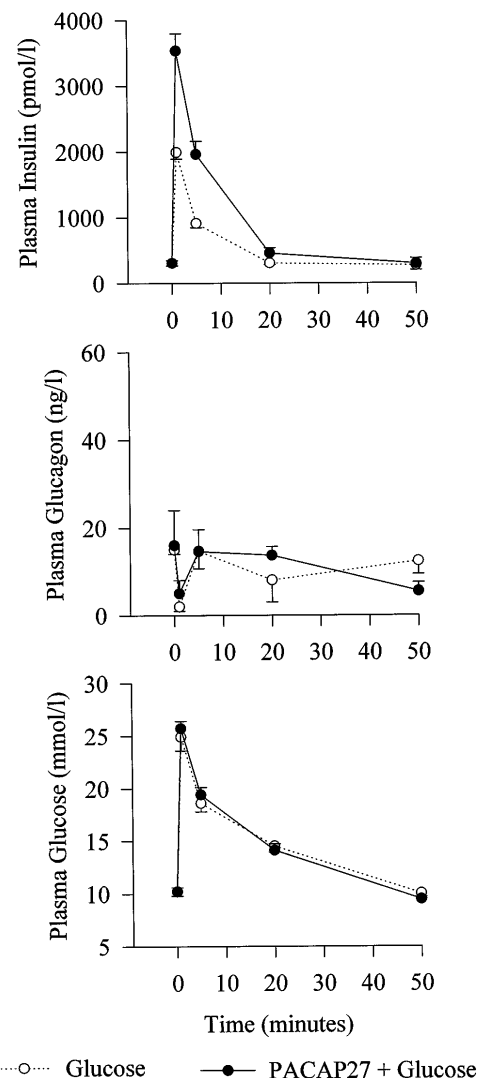 Plasma Insulin (pmol/l)
4000
3000
2000
1000
0
0 10 20 30 40 50
Plasma Glucagon (ng/l)
60
40
20
0
0 10 20 30 40 50
Plasma Glucose (mmol/l)
30
25
20
15
10
5
0 10 20 30 40 50
Time (minutes)
Glucose PACAP27 + Glucose